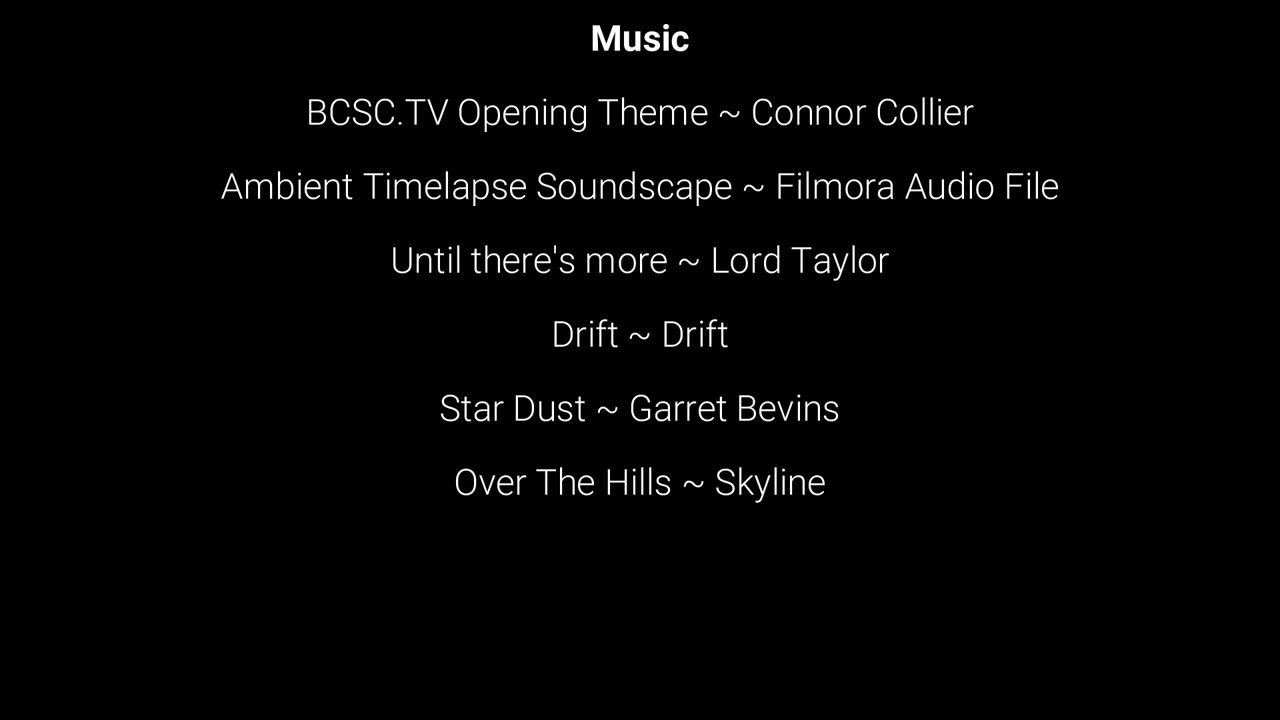 Music
BCSC.TV Opening Theme ~ Connor Collier
Ambient Timelapse Soundscape ~ Filmora Audio File
Until there's more ~ Lord Taylor
Drift ~ Drift
Star Dust ~ Garret Bevins
Over The Hills ~ Skyline